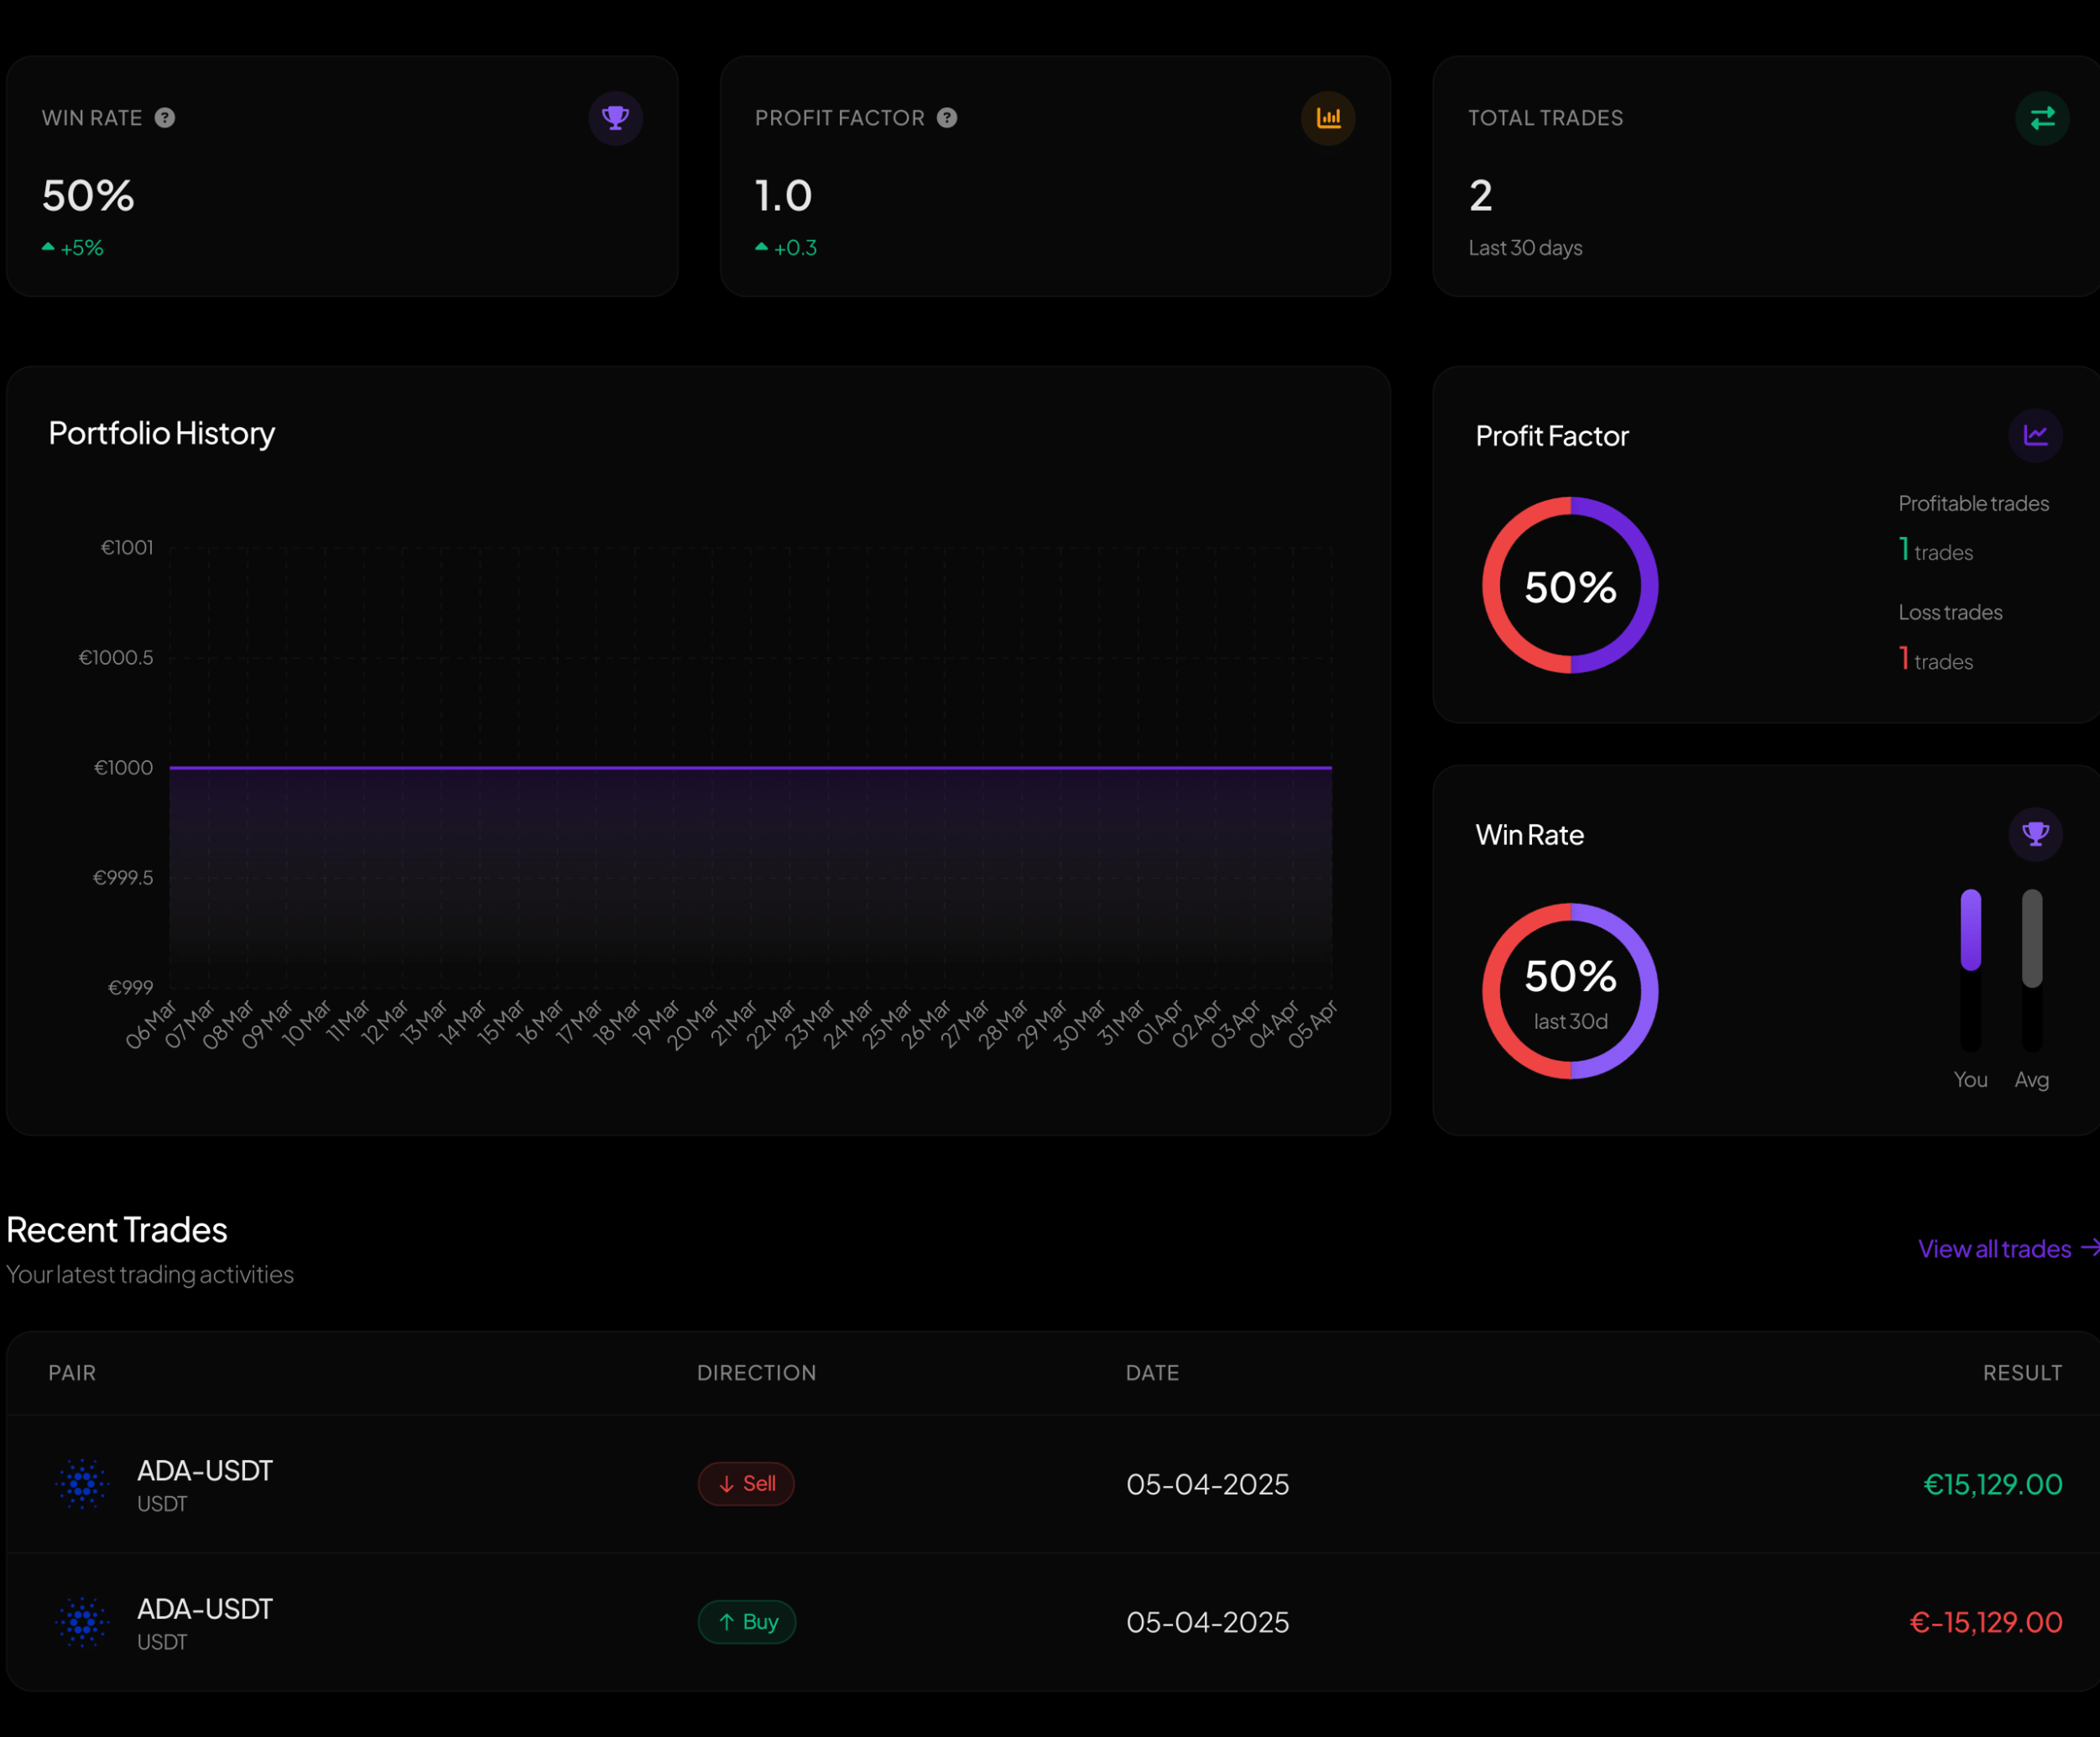 WIN RATE ?
50%
+5%
PROFIT FACTOR ?
1.0
+0.3
TOTAL TRADES
2
Last 30 days
Portfolio History
€1001
€1000.5
€1000
€999.5
€999
06 Mar 07 Mar 08 Mar 09 Mar 10 Mar 11 Mar 12 Mar 13 Mar 14 Mar 15 Mar 16 Mar 17 Mar 18 Mar 19 Mar 20 Mar 21 Mar 22 Mar 23 Mar 24 Mar 25 Mar 26 Mar 27 Mar 28 Mar 29 Mar 30 Mar 31 Mar 01 Apr 02 Apr 03 Apr 04 Apr 05 Apr
Profit Factor
50%
Profitable trades
1 trades
Loss trades
1 trades
Win Rate
50%
last 30d
You Avg
Recent Trades
Your latest trading activities
View all trades →
PAIR DIRECTION DATE RESULT
ADA-USDT
USDT
↓ Sell
05-04-2025
€15,129.00
ADA-USDT
USDT
↑ Buy
05-04-2025
€-15,129.00